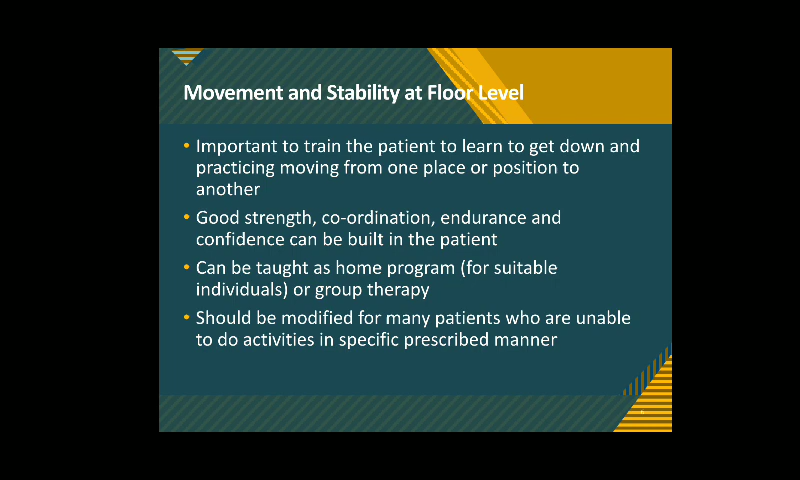 Movement and Stability at Floor Level
• Important to train the patient to learn to get down and
practicing moving from one place or position to
another
• Good strength, co-ordination, endurance and
confidence can be built in the patient
• Can be taught as home program (for suitable
individuals) or group therapy
• Should be modified for many patients who are unable
to do activities in specific prescribed manner